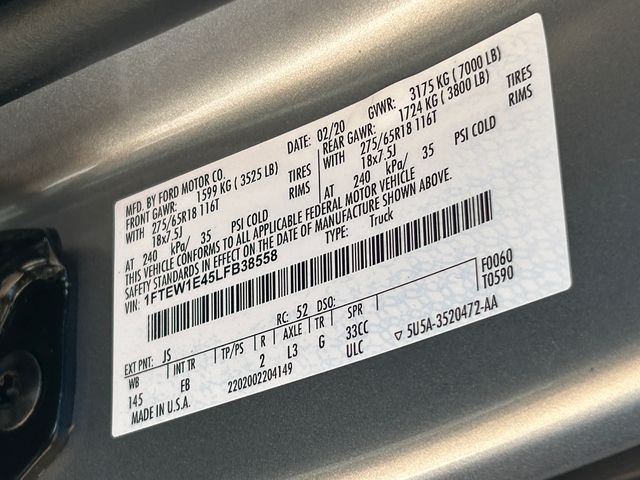 MFD. BY FORD MOTOR CO.
DATE: 02/20 GVWR: 3175 KG (7000 LB)
FRONT GAWR: 1599 KG (3525 LB) REAR GAWR: 1724 KG (3800 LB)
WITH 275/65R18 116T TIRES WITH 275/65R18 116T TIRES
18x7.5J RIMS 18x7.5J RIMS
AT 240 kPa/ 35 PSI COLD AT 240 kPa/ 35 PSI COLD
THIS VEHICLE CONFORMS TO ALL APPLICABLE FEDERAL MOTOR VEHICLE
SAFETY STANDARDS IN EFFECT ON THE DATE OF MANUFACTURE SHOWN ABOVE.
VIN: 1FTEW1E45LFB38558 TYPE: Truck
F0060
T0590
EXT PNT: JS RC: 52 DSO:
WB INT TR TP/PS R AXLE TR SPR
145 EB 2 L3 G 33CC
ULC
MADE IN U.S.A. 2202002204149
▽ 5U5A-3520472-AA